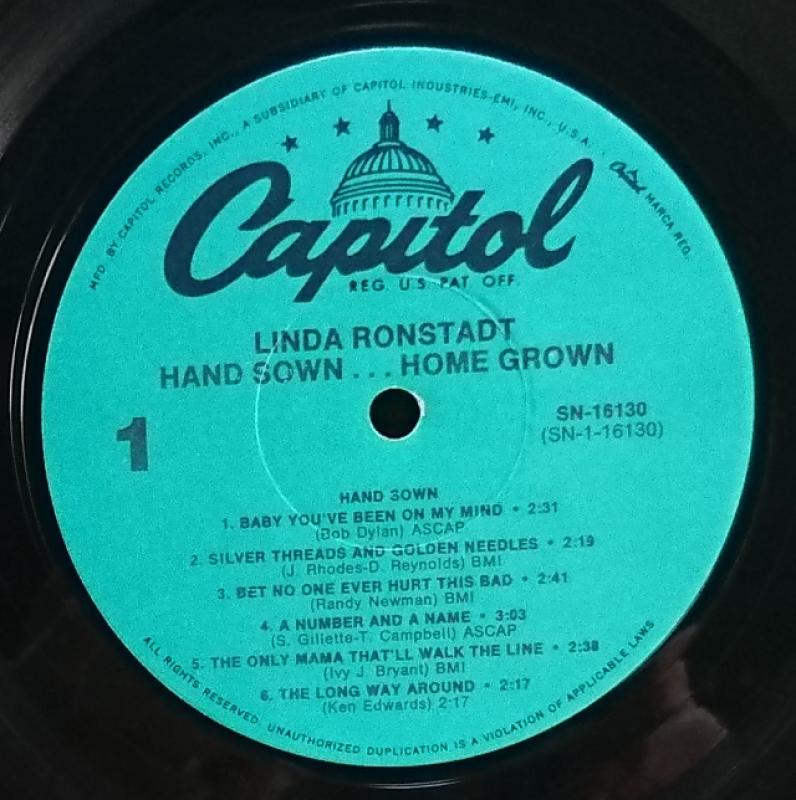 MFD. BY CAPITOL RECORDS, INC., A SUBSIDIARY OF CAPITOL INDUSTRIES-EMI, INC., U.S.A. · Capitol MARCA REG.
Capitol
REG. U.S. PAT. OFF.
LINDA RONSTADT
HAND SOWN ... HOME GROWN
1
SN-16130
(SN-1-16130)
HAND SOWN
1. BABY YOU'VE BEEN ON MY MIND • 2:31
(Bob Dylan) ASCAP
2. SILVER THREADS AND GOLDEN NEEDLES • 2:19
(J. Rhodes-D. Reynolds) BMI
3. BET NO ONE EVER HURT THIS BAD • 2:41
(Randy Newman) BMI
4. A NUMBER AND A NAME • 3:03
(S. Gillette-T. Campbell) ASCAP
5. THE ONLY MAMA THAT'LL WALK THE LINE • 2:38
(Ivy J. Bryant) BMI
6. THE LONG WAY AROUND • 2:17
(Ken Edwards) 2:17
ALL RIGHTS RESERVED. UNAUTHORIZED DUPLICATION IS A VIOLATION OF APPLICABLE LAWS